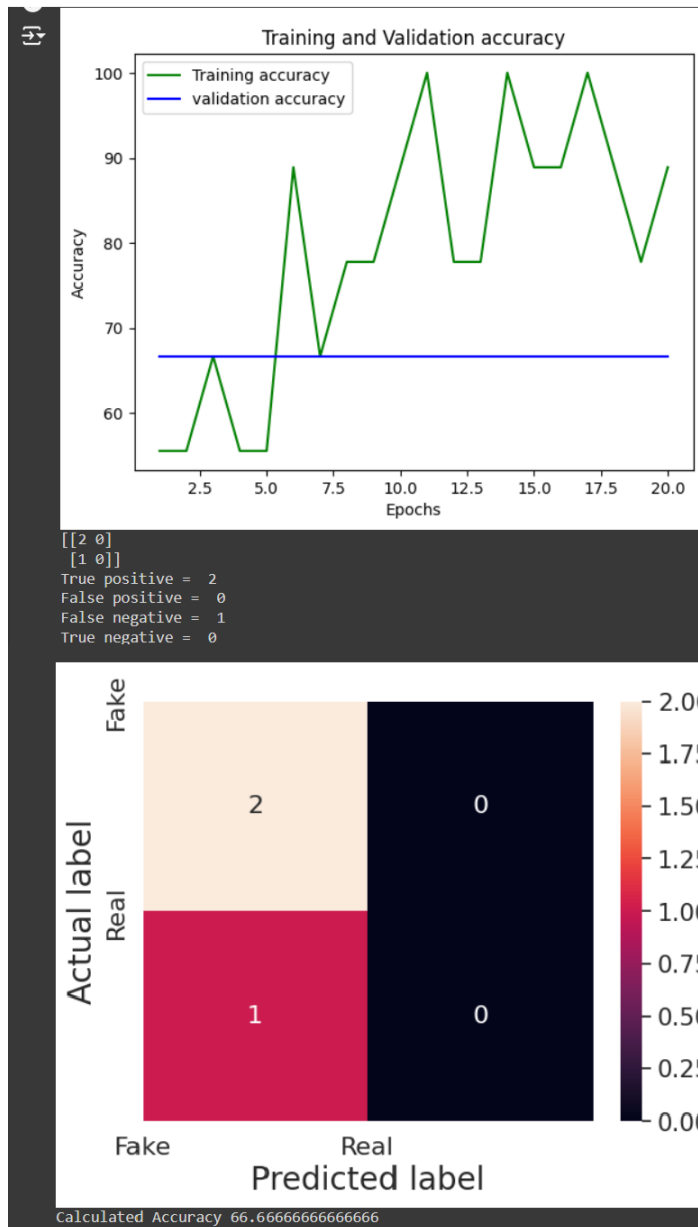 Training and Validation accuracy
Training accuracy
validation accuracy
100
90
80
70
60
Accuracy
2.5 5.0 7.5 10.0 12.5 15.0 17.5 20.0
Epochs
[[2 0]
[1 0]]
True positive =  2
False positive =  0
False negative =  1
True negative =  0
Fake
Real
Actual label
2 0
1 0
Fake Real
Predicted label
2.00
1.75
1.50
1.25
1.00
0.75
0.50
0.25
0.00
Calculated Accuracy 66.66666666666666